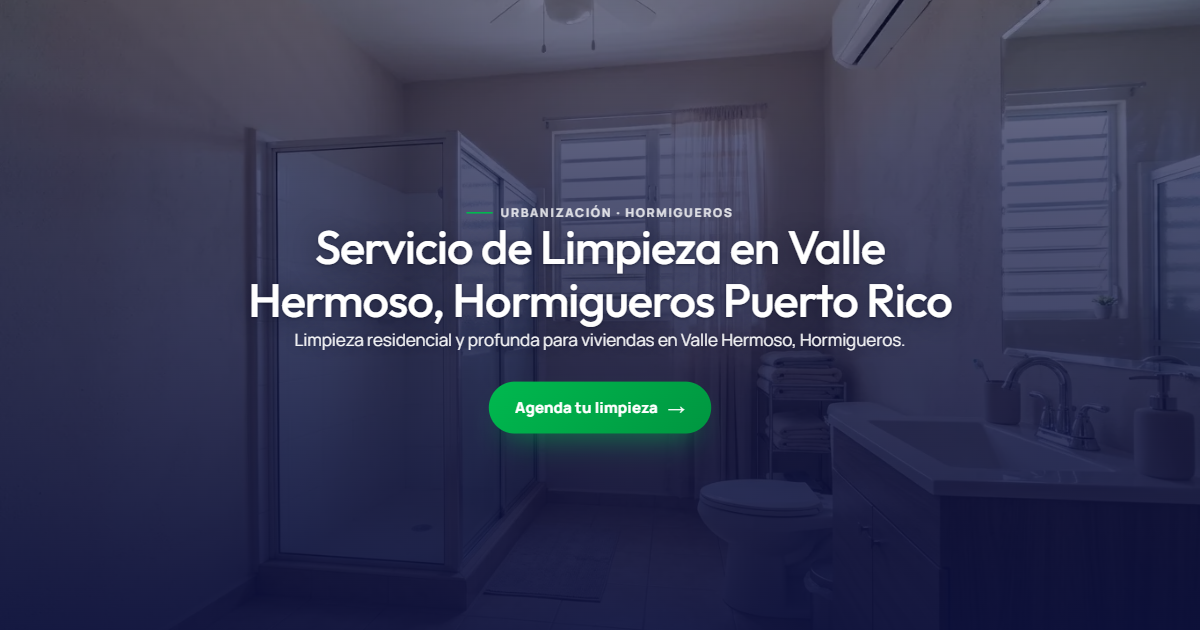 URBANIZACIÓN · HORMIGUEROS
Servicio de Limpieza en Valle
Hermoso, Hormigueros Puerto Rico
Limpieza residencial y profunda para viviendas en Valle Hermoso, Hormigueros.
Agenda tu limpieza →